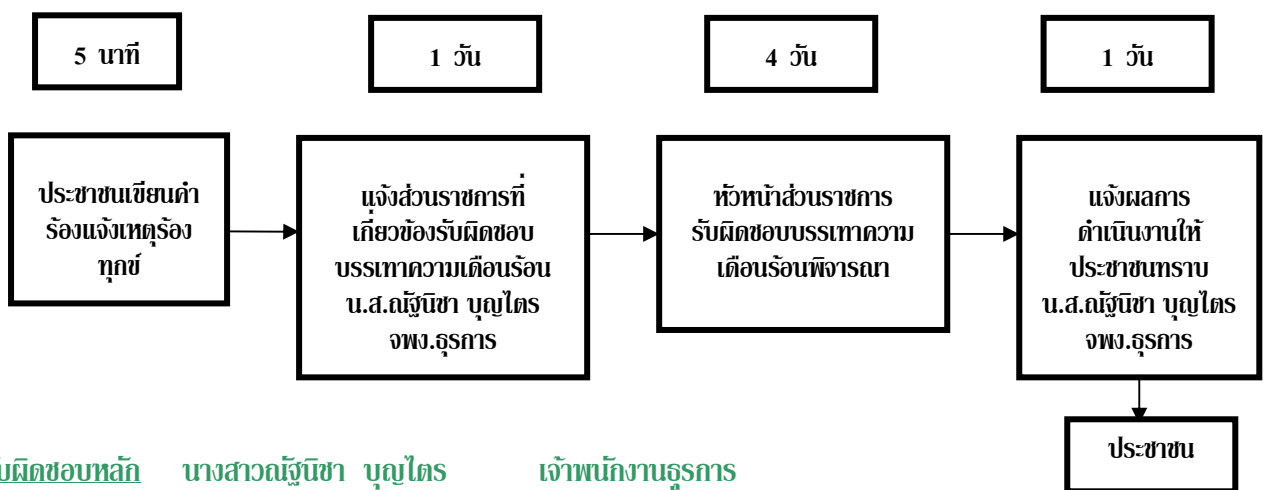 5 นาที
1 วัน
4 วัน
1 วัน
ประชาชนเขียนคำ
ร้องแจ้งเหตุร้อง
ทุกข์
แจ้งส่วนราชการที่
เกี่ยวข้องรับผิดชอบ
บรรเทาความเดือนร้อน
น.ส.ณัฐนิชา บุญไตร
จพง.ธุรการ
หัวหน้าส่วนราชการ
รับผิดชอบบรรเทาความ
เดือนร้อนพิจารณา
แจ้งผลการ
ดำเนินงานให้
ประชาชนทราบ
น.ส.ณัฐนิชา บุญไตร
จพง.ธุรการ
ประชาชน
ับผิดชอบหลัก นางสาวณัฐนิชา บุญไตร เจ้าพนักงานธุรการ